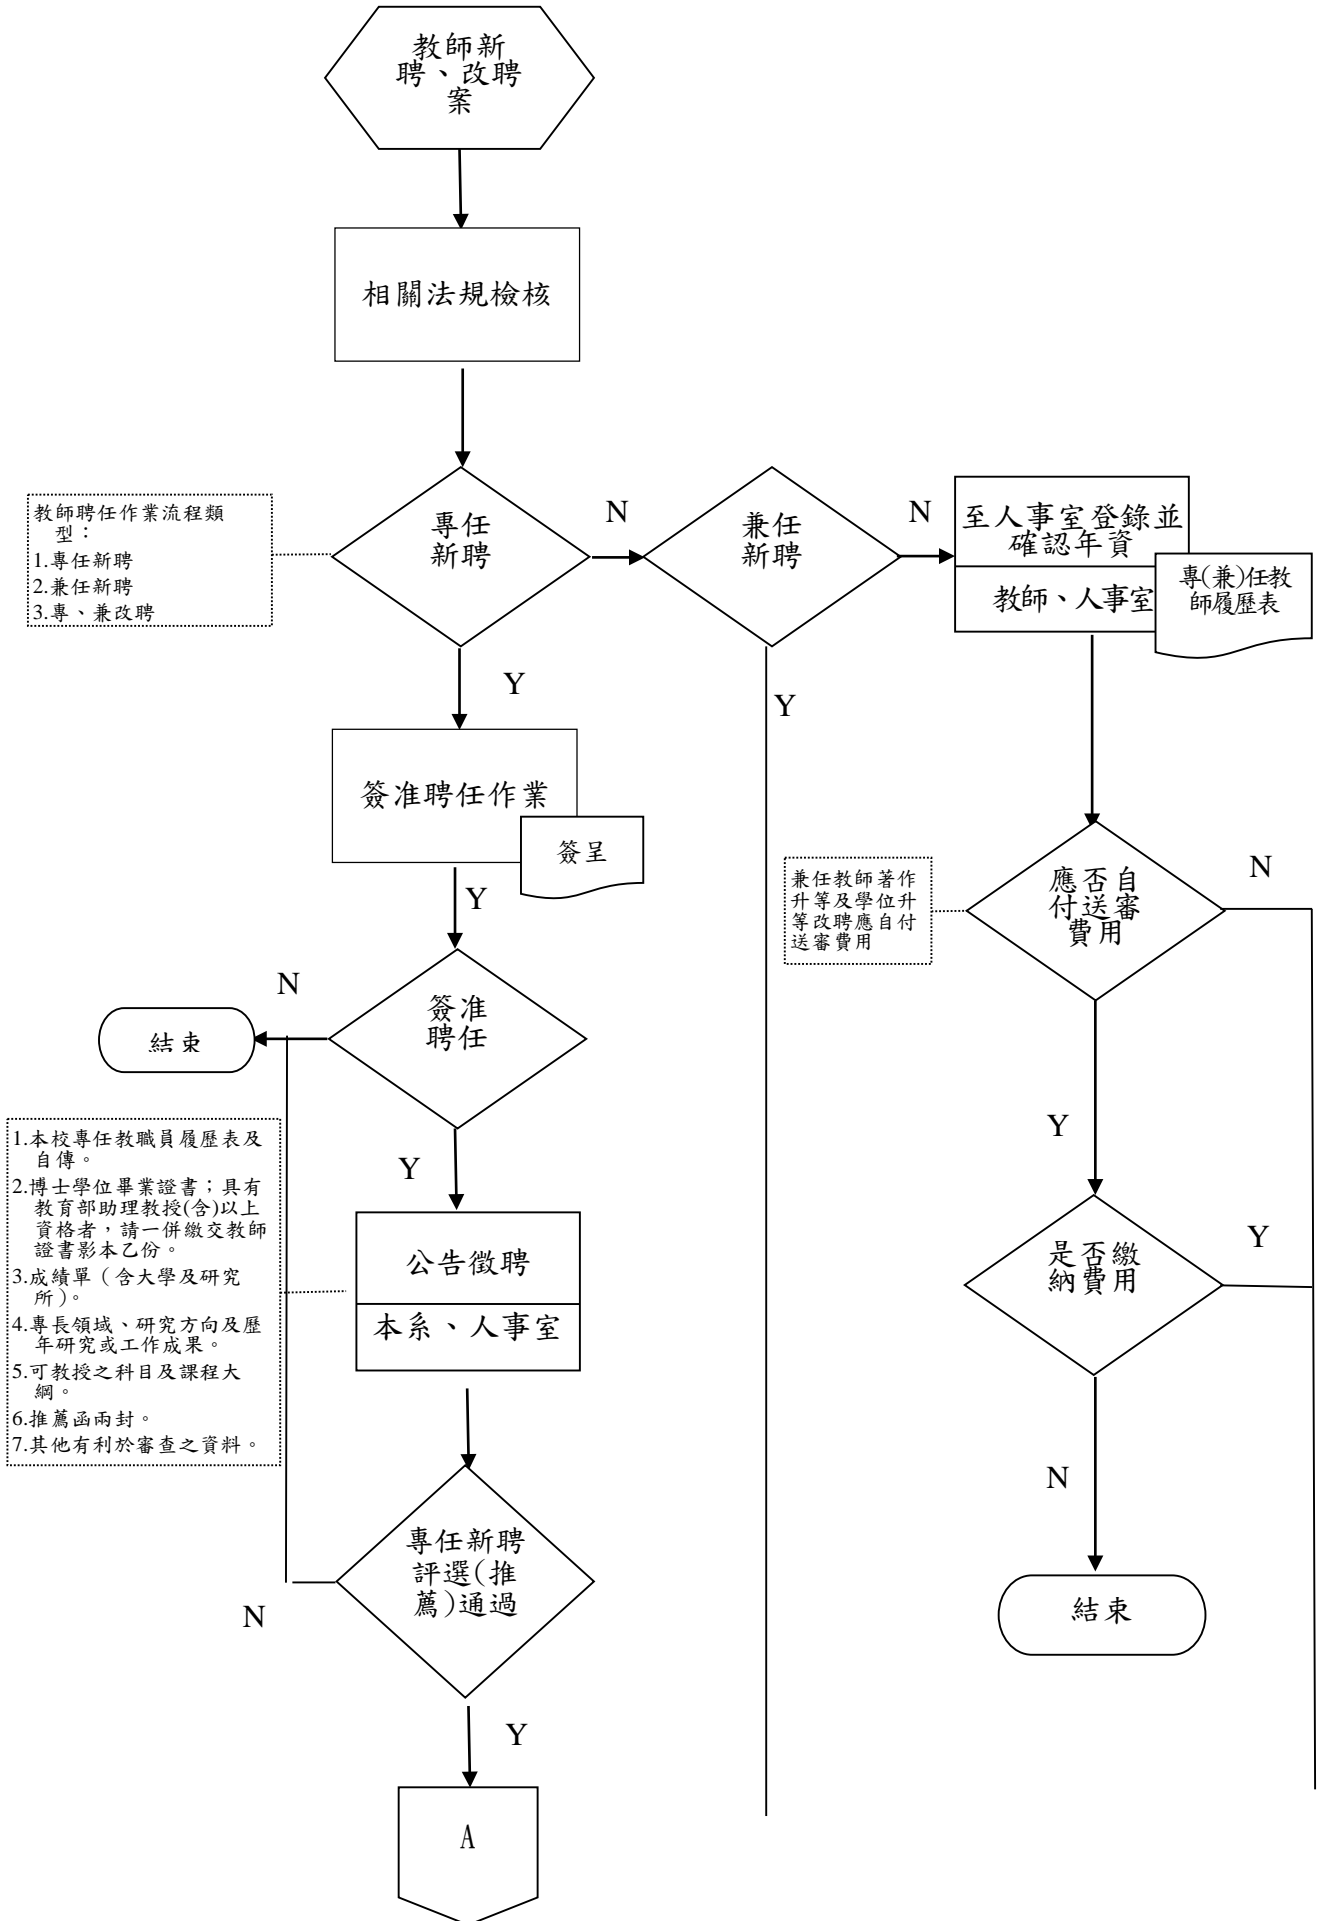 教師新
聘、改聘
案
相關法規檢核
教師聘任作業流程類
型：
1.專任新聘
2.兼任新聘
3.專、兼改聘
專任
新聘
N
兼任
新聘
N
至人事室登錄並
確認年資
教師、人事室
專(兼)任教
師履歷表
Y
Y
簽准聘任作業
簽呈
Y
兼任教師著作
升等及學位升
等改聘應自付
送審費用
應否自
付送審
費用
N
簽准
聘任
N
結束
Y
Y
1.本校專任教職員履歷表及
自傳。
2.博士學位畢業證書；具有
教育部助理教授(含)以上
資格者，請一併繳交教師
證書影本乙份。
3.成績單（含大學及研究
所）。
4.專長領域、研究方向及歷
年研究或工作成果。
5.可教授之科目及課程大
綱。
6.推薦函兩封。
7.其他有利於審查之資料。
公告徵聘
本系、人事室
是否繳
納費用
Y
N
專任新聘
評選(推
薦)通過
N
結束
Y
A